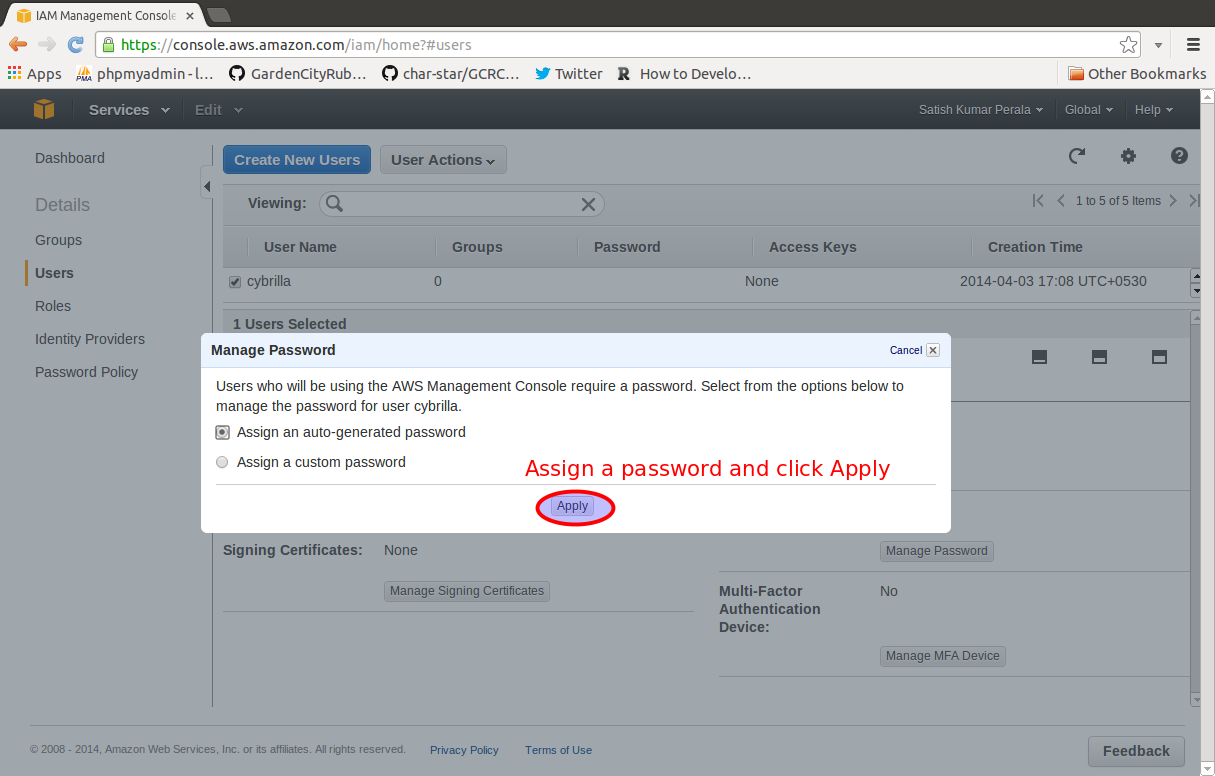 IAM Management Console
https://console.aws.amazon.com/iam/home?#users
Apps
PMA
phpmyadmin - l...
GardenCityRub...
char-star/GCRC...
Twitter
R
How to Develo...
Other Bookmarks
Services
Edit
Satish Kumar Perala
Global
Help
Dashboard
Details
Groups
Users
Roles
Identity Providers
Password Policy
Create New Users
User Actions
?
Viewing:
1 to 5 of 5 Items
User Name Groups Password Access Keys Creation Time
cybrilla 0 None 2014-04-03 17:08 UTC+0530
1 Users Selected
Manage Password
Cancel
Users who will be using the AWS Management Console require a password. Select from the options below to
manage the password for user cybrilla.
Assign an auto-generated password
Assign a custom password
Assign a password and click Apply
Apply
Signing Certificates: None
Manage Signing Certificates
Manage Password
Multi-Factor
Authentication
Device:
No
Manage MFA Device
© 2008 - 2014, Amazon Web Services, Inc. or its affiliates. All rights reserved.
Privacy Policy
Terms of Use
Feedback